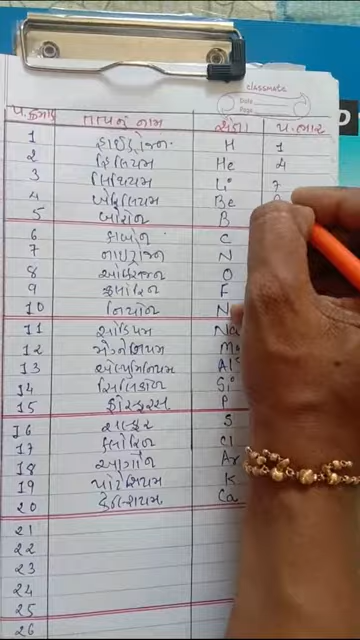 CLASSMATE
Date
Page
પ.ક્રમાંક તત્વનું નામ સંજ્ઞા પ.ભાર
1 હાઈડ્રોજન H 1
2 હિલિયમ He 4
3 લિથિયમ Li 7
4 બેરિલિયમ Be
5 બોરોન B
6 કાર્બન C
7 નાઇટ્રોજન N
8 ઓક્સિજન O
9 ફ્લોરિન F
10 નિયોન N
11 સોડિયમ Na
12 મેગ્નેશિયમ
13 એલ્યુમિનિયમ Al
14 સિલિકોન Si
15 ફોસ્ફરસ P
16 સલ્ફર S
17 ક્લોરિન Cl
18 આર્ગોન Ar
19 પોટેશિયમ K
20 કેલ્શિયમ Ca
21
22
23
24
25
26